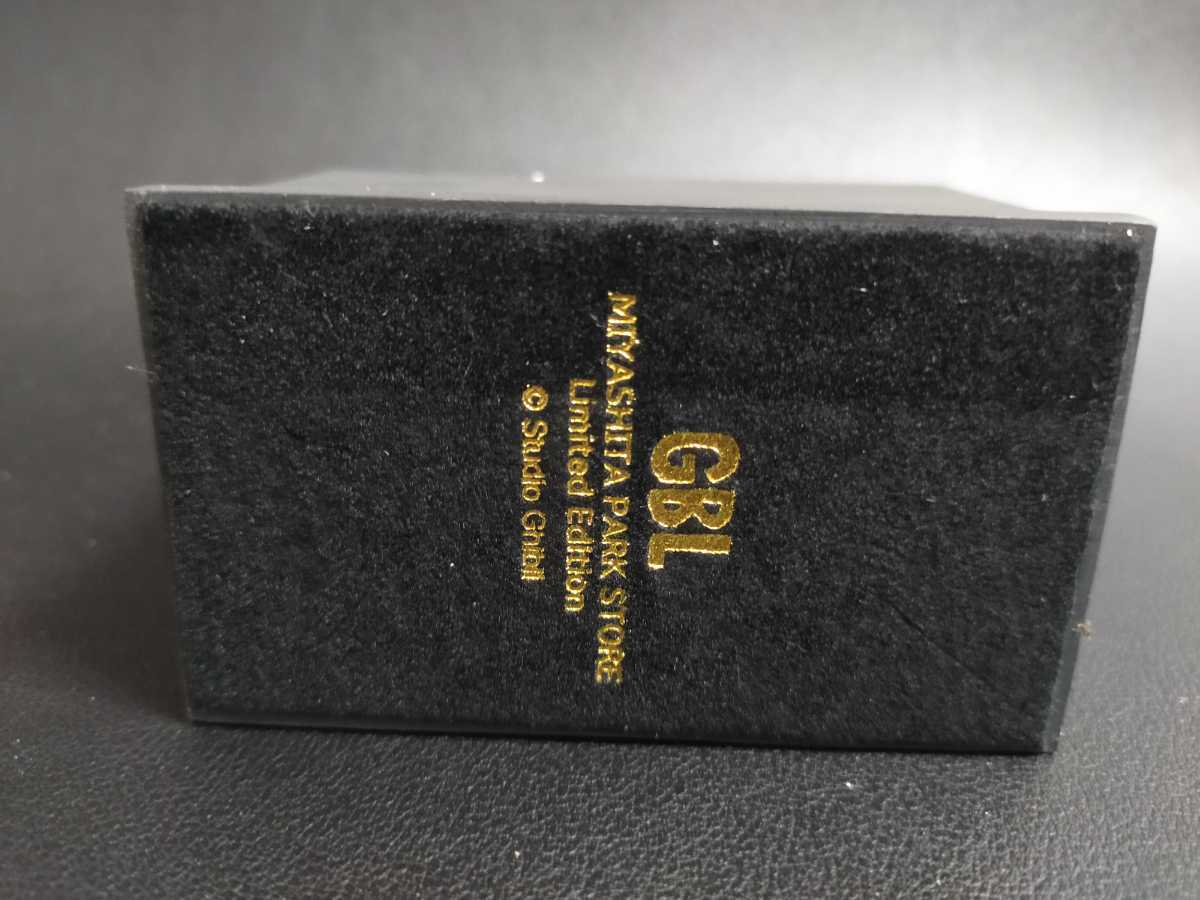 GBL
MIYASHITA PARK STORE
Limited Edition
© Studio Ghibli